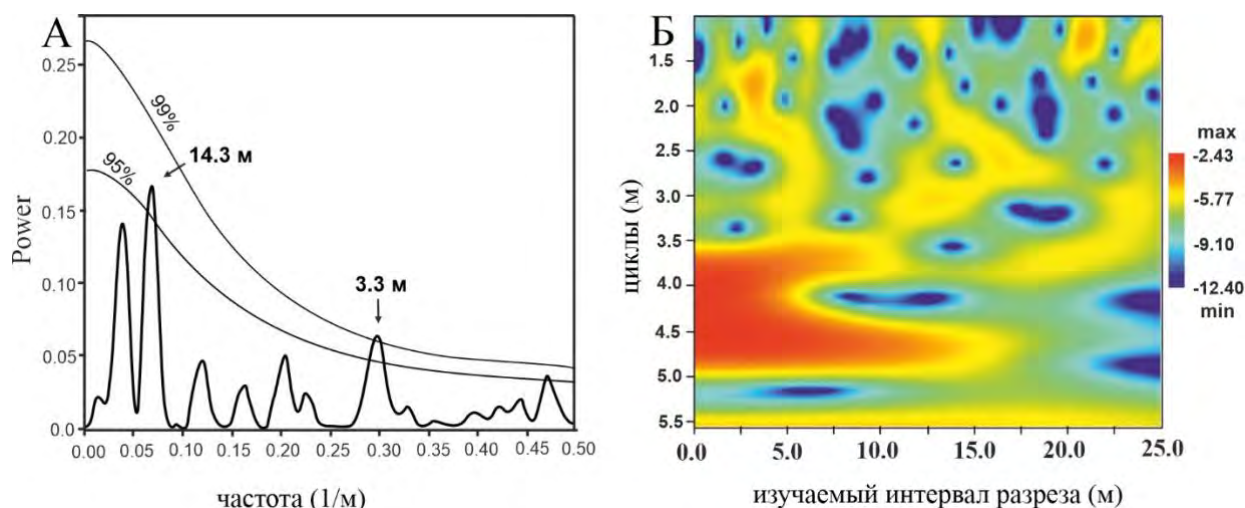 А
Power
0.25
0.20
0.15
0.10
0.05
0.0
99%
95%
14.3 м
3.3 м
0.00 0.05 0.10 0.15 0.20 0.25 0.30 0.35 0.40 0.45 0.50
частота (1/м)
Б
циклы (м)
1.5
2.0
2.5
3.0
3.5
4.0
4.5
5.0
5.5
0.0 5.0 10.0 15.0 20.0 25.0
изучаемый интервал разреза (м)
max
-2.43
-5.77
-9.10
-12.40
min